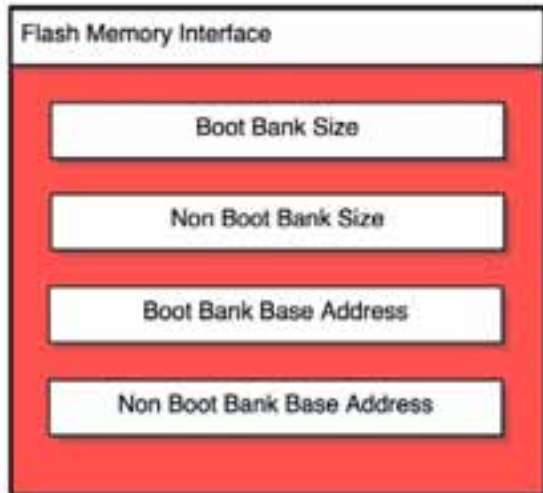 Flash Memory Interface
Boot Bank Size
Non Boot Bank Size
Boot Bank Base Address
Non Boot Bank Base Address